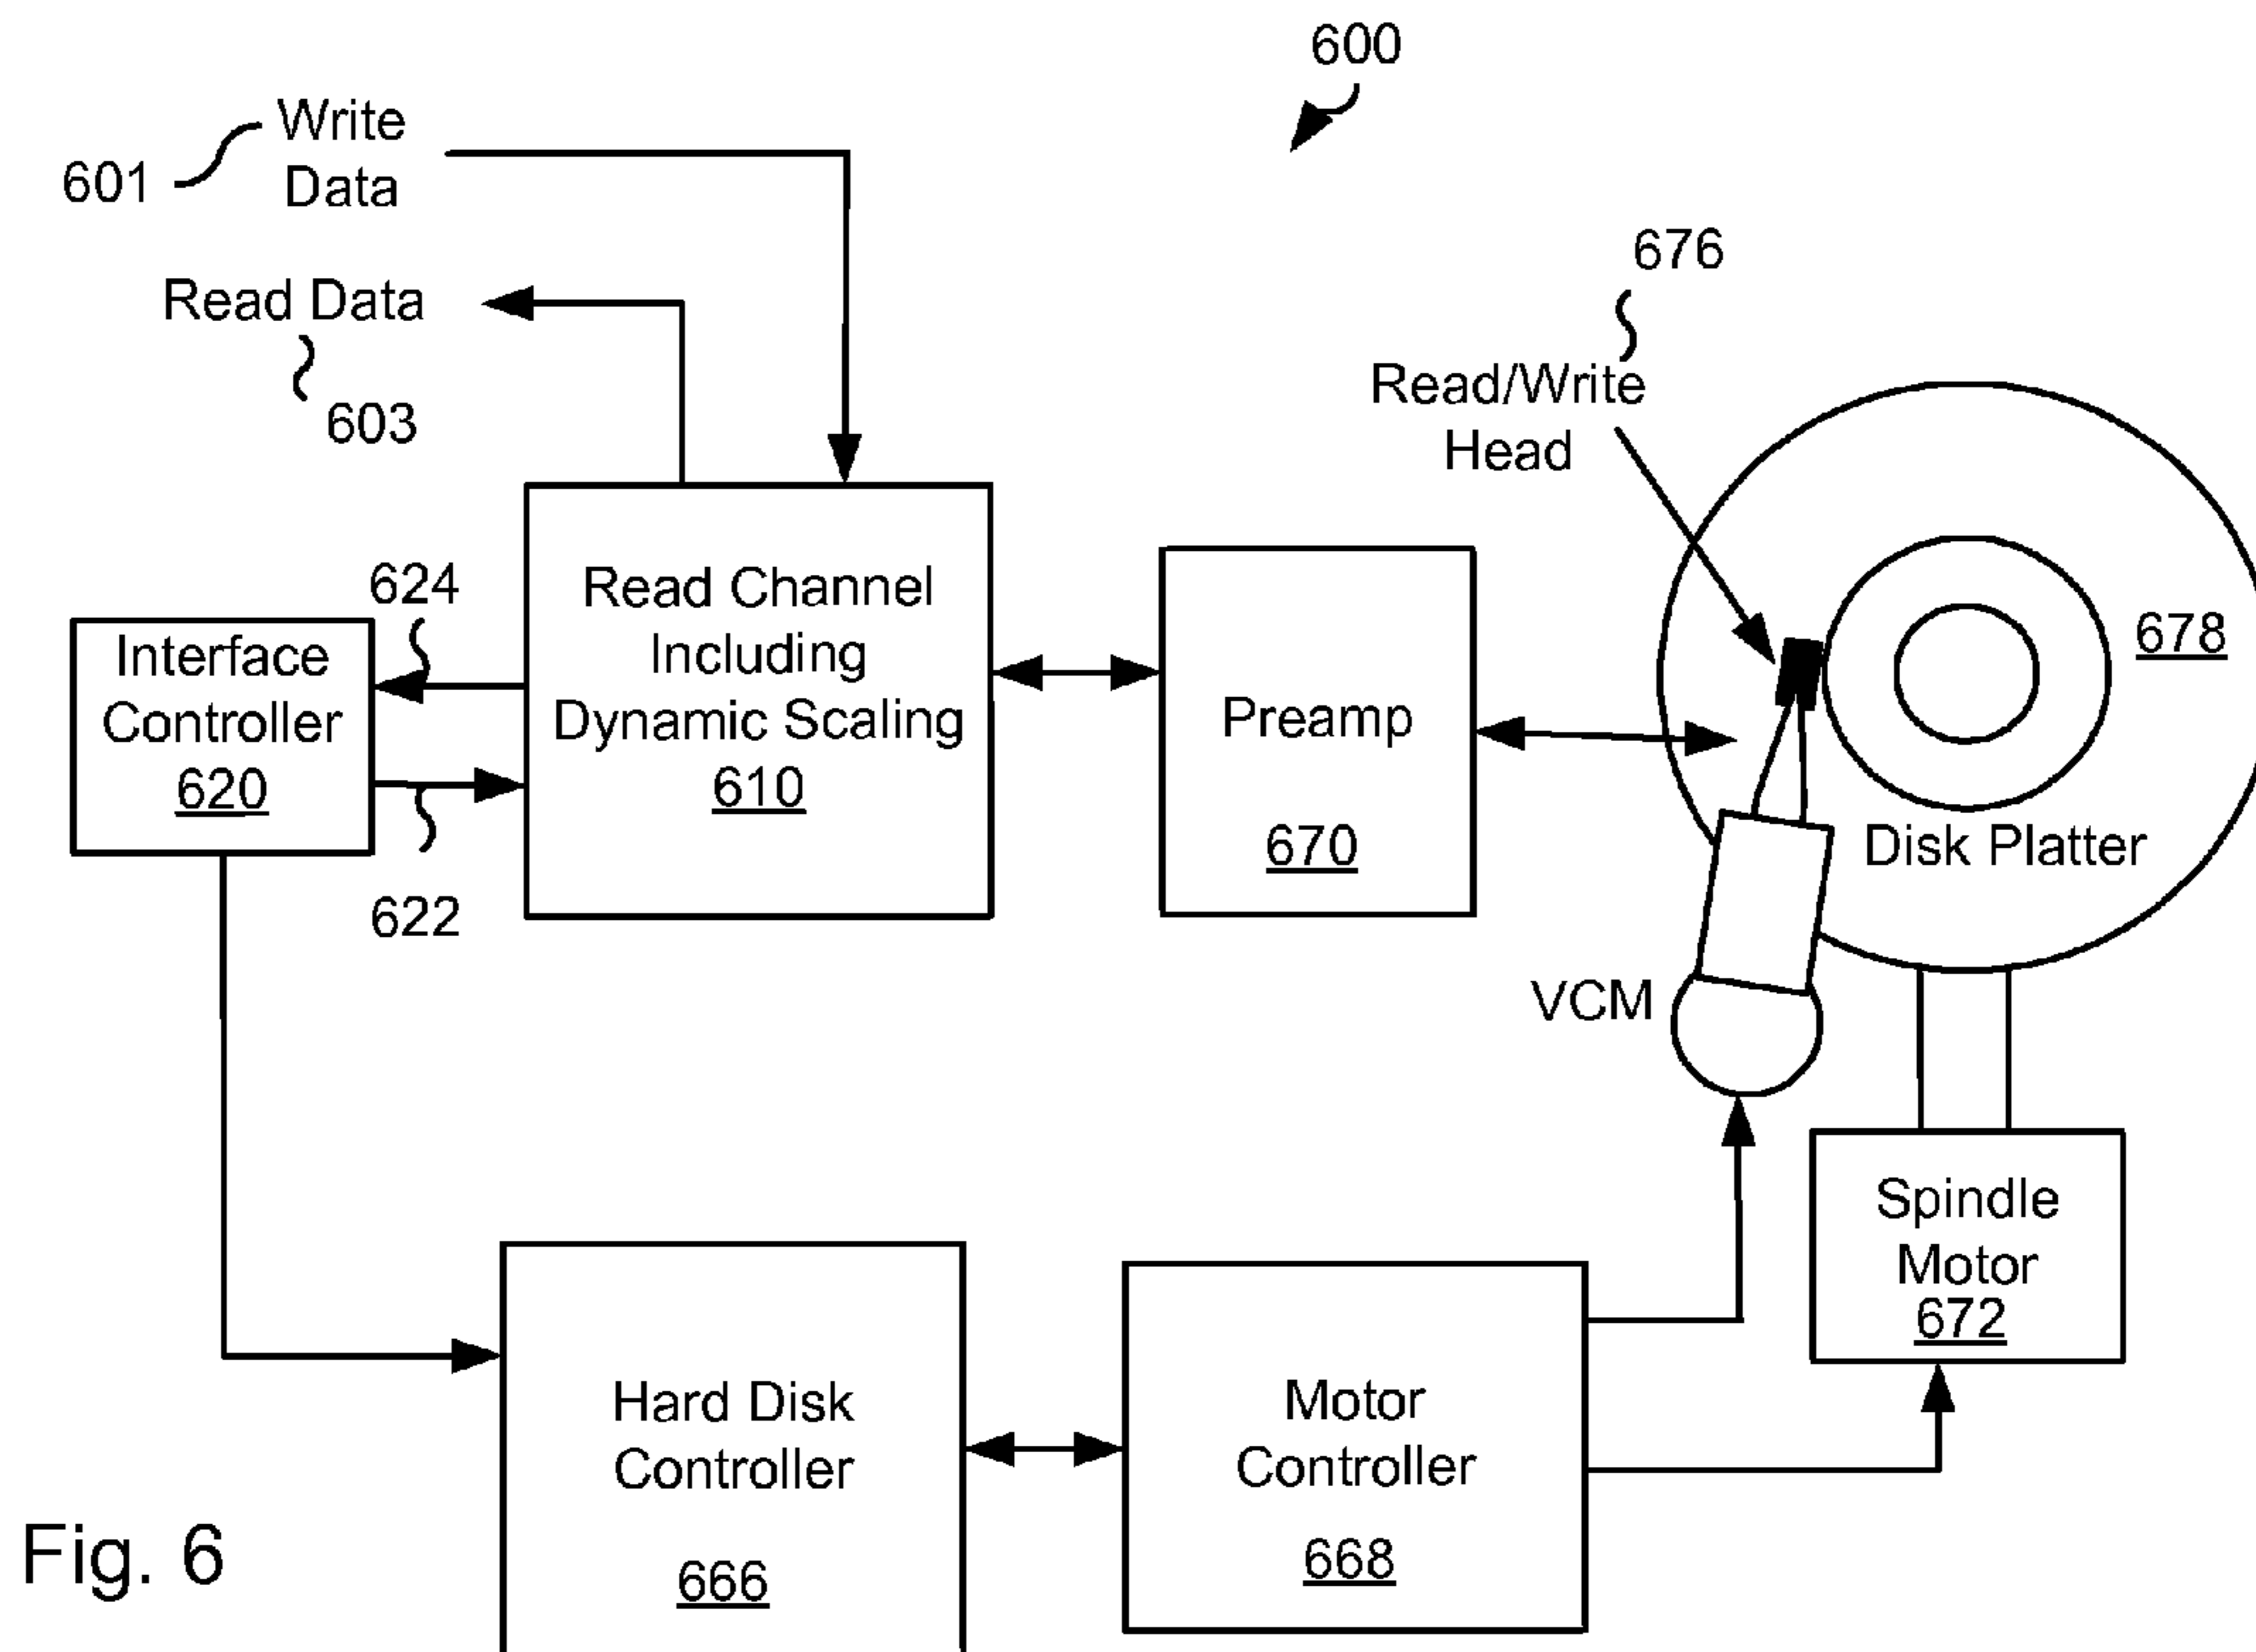 600
Write
Data
601
Read Data
603
676
Read/Write
Head
624
Interface
Controller
620
622
Read Channel
Including
Dynamic Scaling
610
Preamp
670
678
Disk Platter
VCM
Spindle
Motor
672
Hard Disk
Controller
666
Motor
Controller
668
Fig. 6